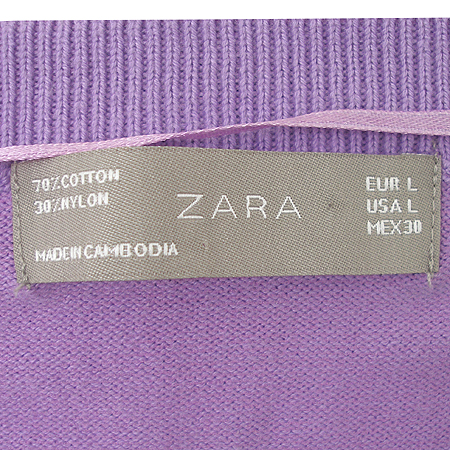 70% COTTON
30% NYLON
MADE IN CAMBODIA
ZARA
EUR L
USA L
MEX 30